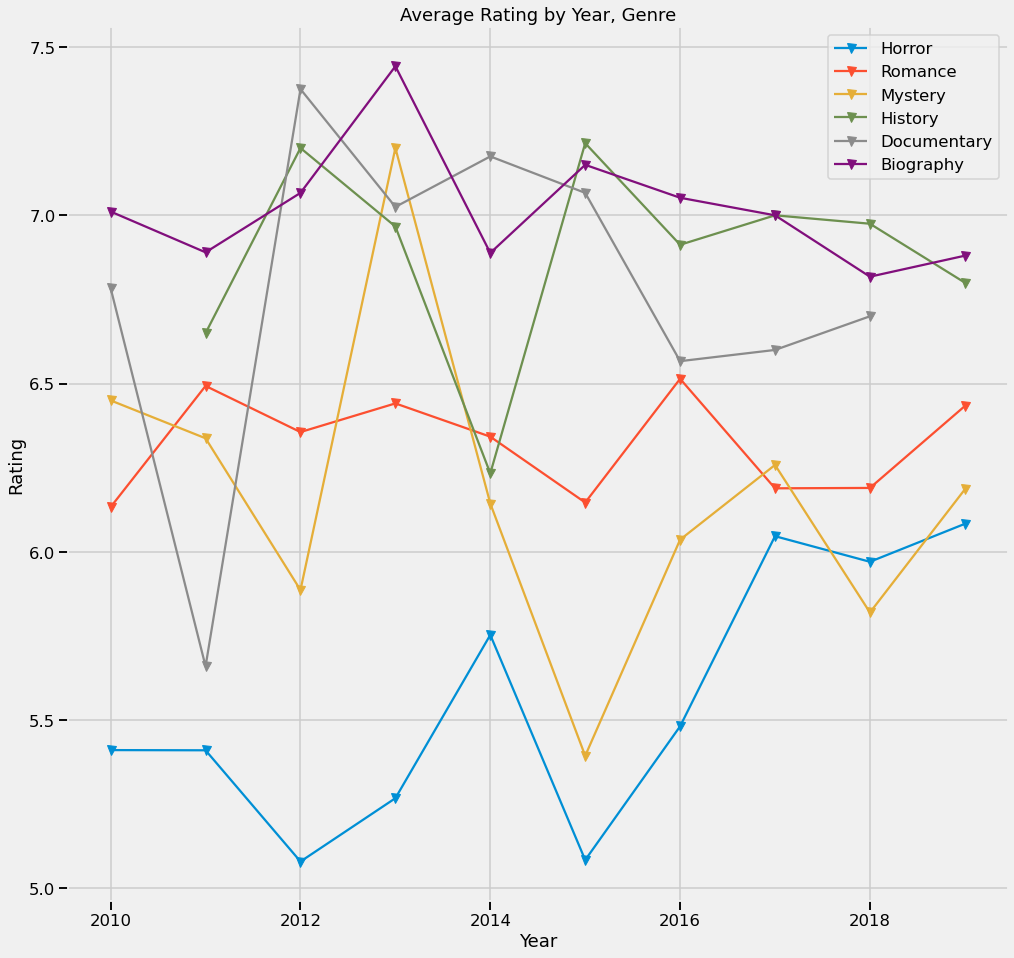 Average Rating by Year, Genre
7.5
7.0
6.5
6.0
5.5
5.0
Rating
Horror
Romance
Mystery
History
Documentary
Biography
2010
2012
2014
2016
2018
Year